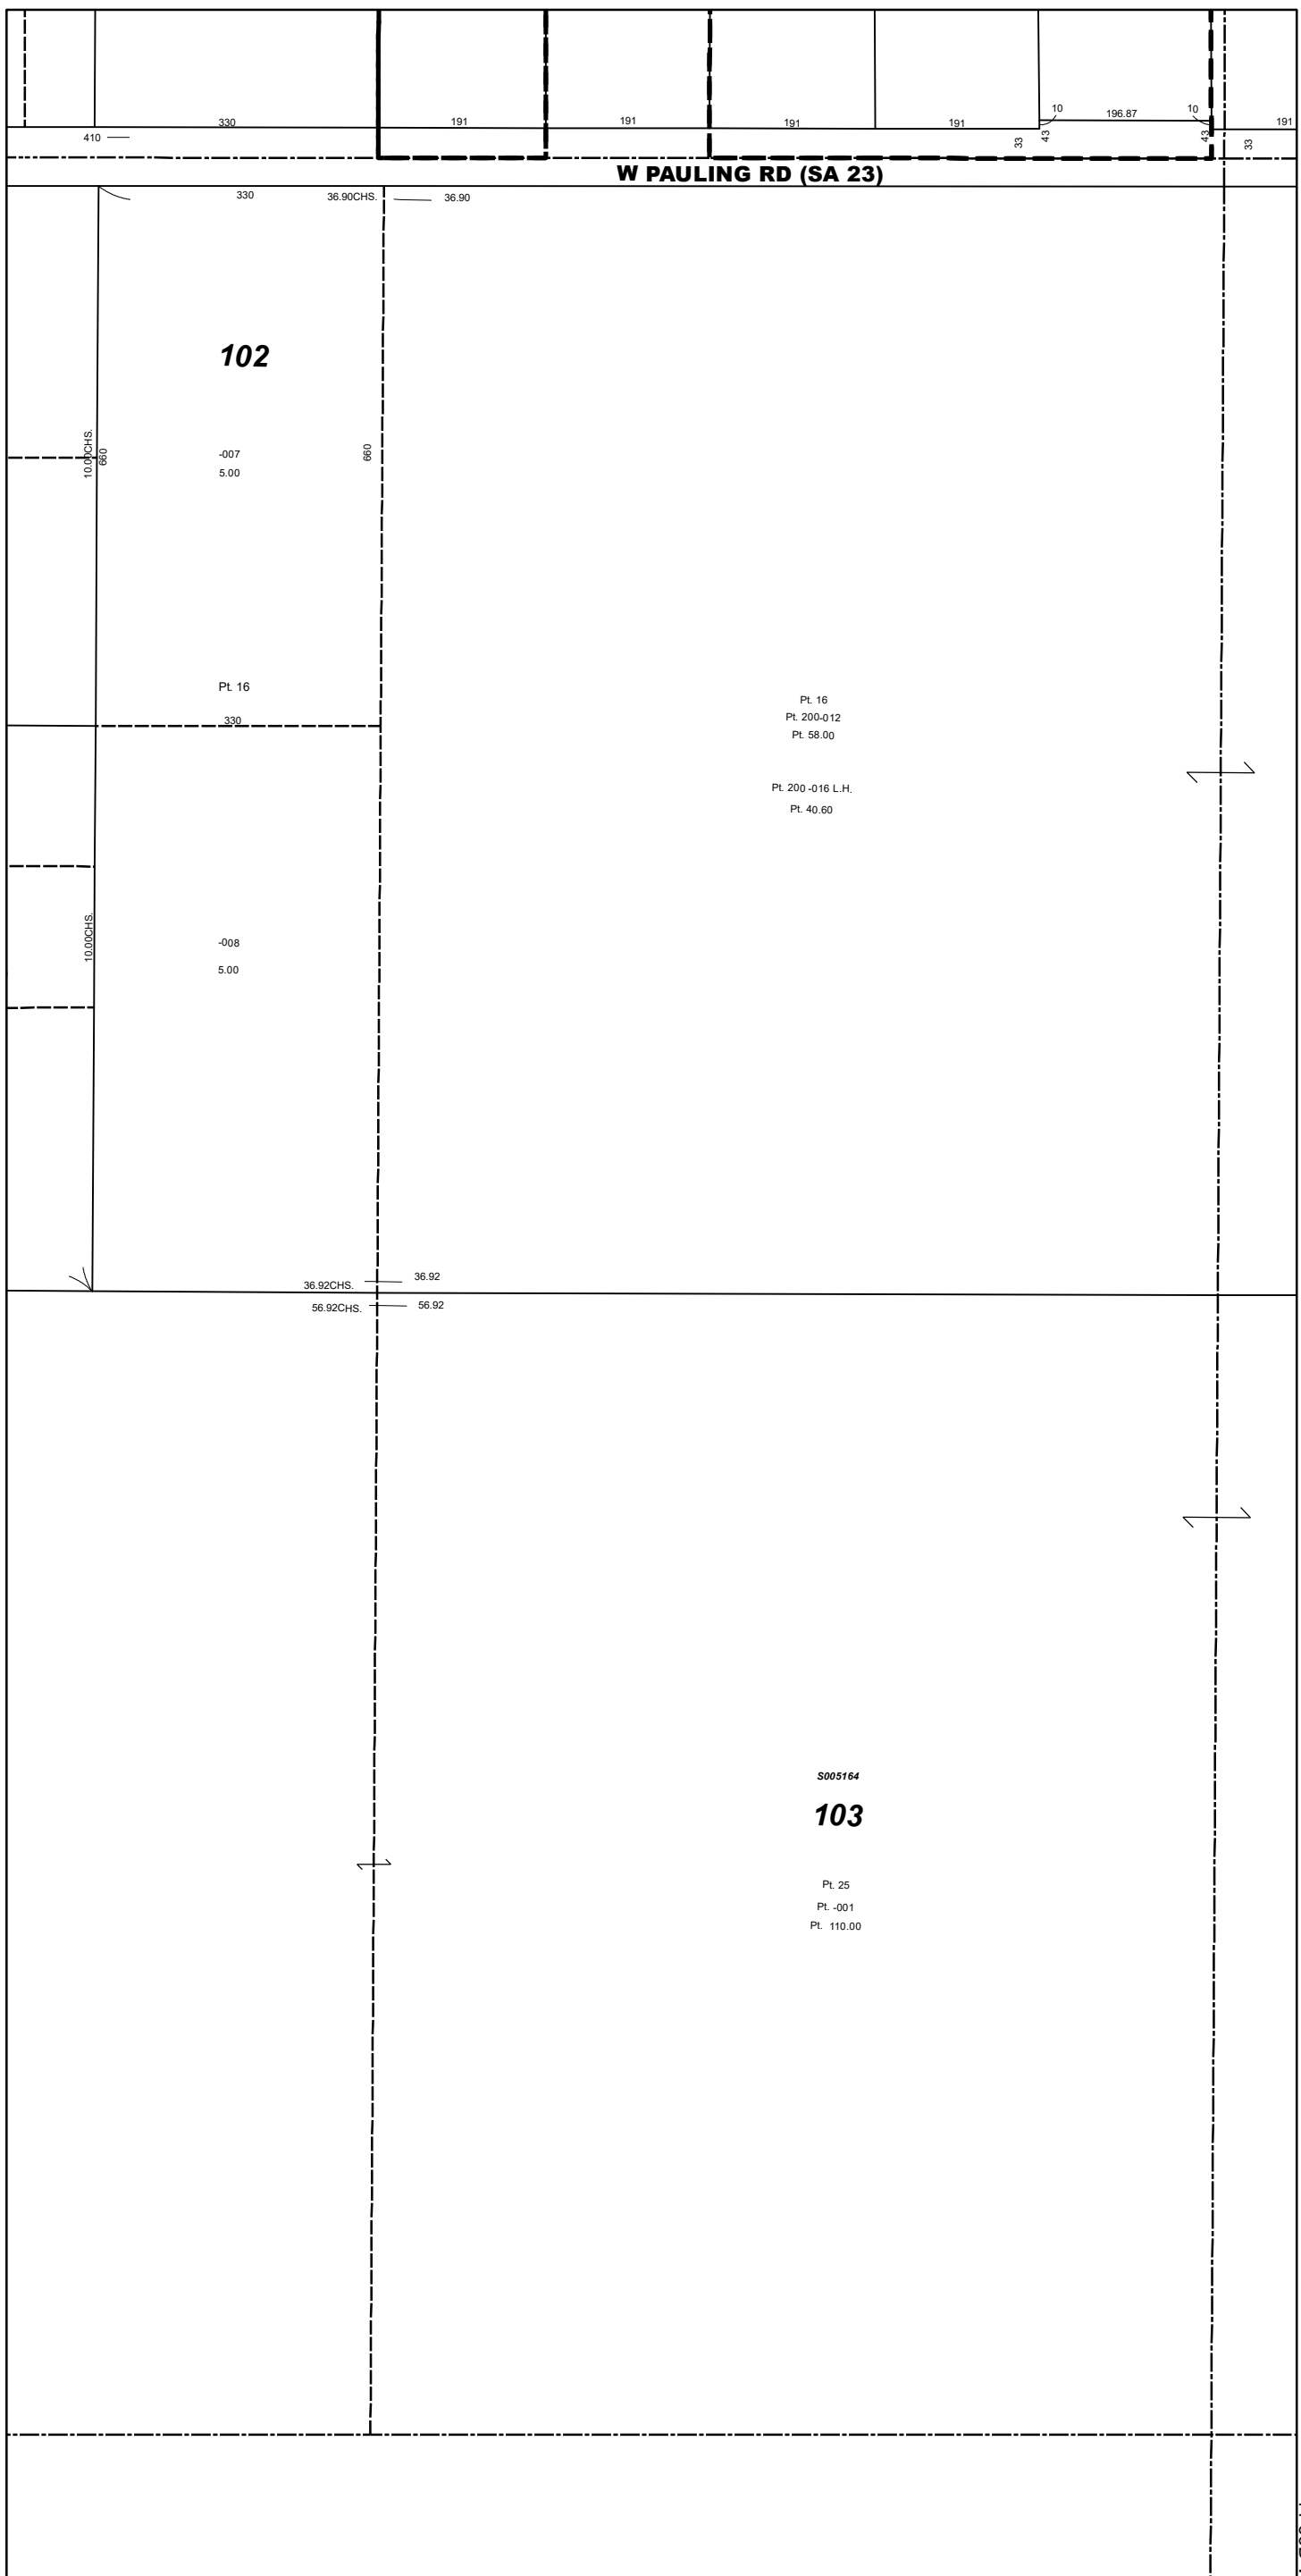 330
191
191
191
191
10
196.87
10
191
410
33
43
43
33
W PAULING RD (SA 23)
330
36.90CHS.
36.90
102
10.00CHS.
660
660
-007
5.00
Pt. 16
330
Pt. 16
Pt. 200-012
Pt. 58.00
Pt. 200-016 L.H.
Pt. 40.60
10.00CHS.
-008
5.00
36.92CHS.
36.92
56.92CHS.
56.92
S005164
103
Pt. 25
Pt. -001
Pt. 110.00